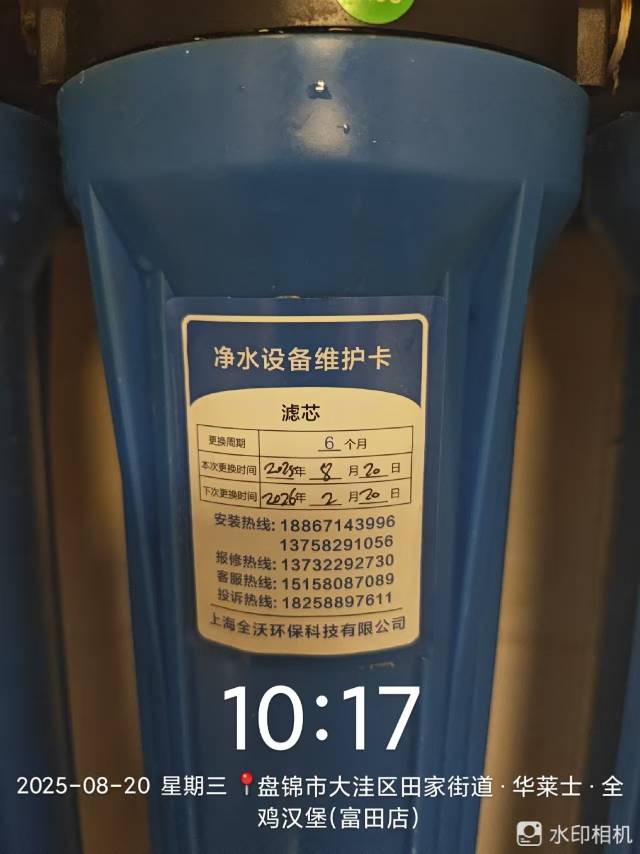 净水设备维护卡
滤芯
更换周期 6 个月
本次更换时间 2025年 8 月 20 日
下次更换时间 2026年 2 月 20 日
安装热线: 18867143996
13758291056
报修热线: 13732292730
客服热线: 15158087089
投诉热线: 18258897611
上海全沃环保科技有限公司
10:17
2025-08-20 星期三 📍盘锦市大洼区田家街道 · 华莱士 · 全
鸡汉堡(富田店)
水印相机